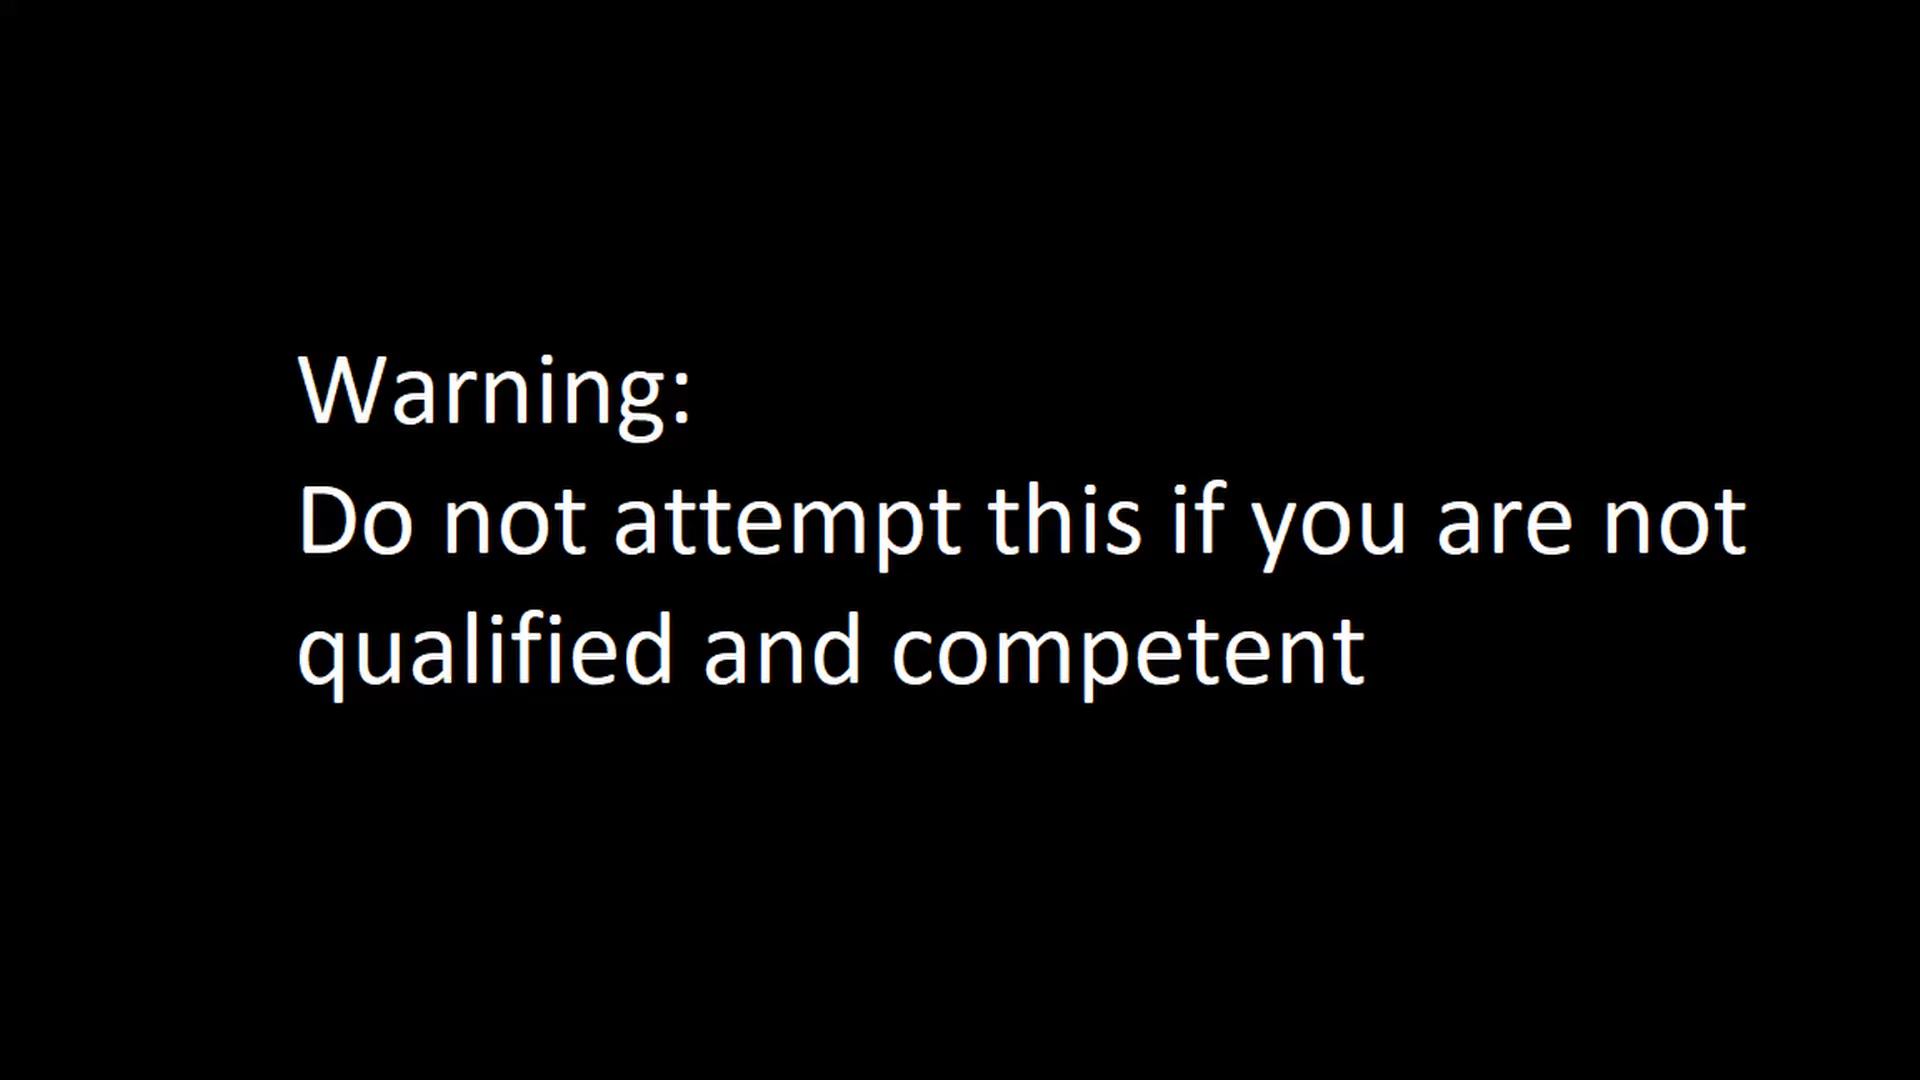 Warning:
Do not attempt this if you are not
qualified and competent